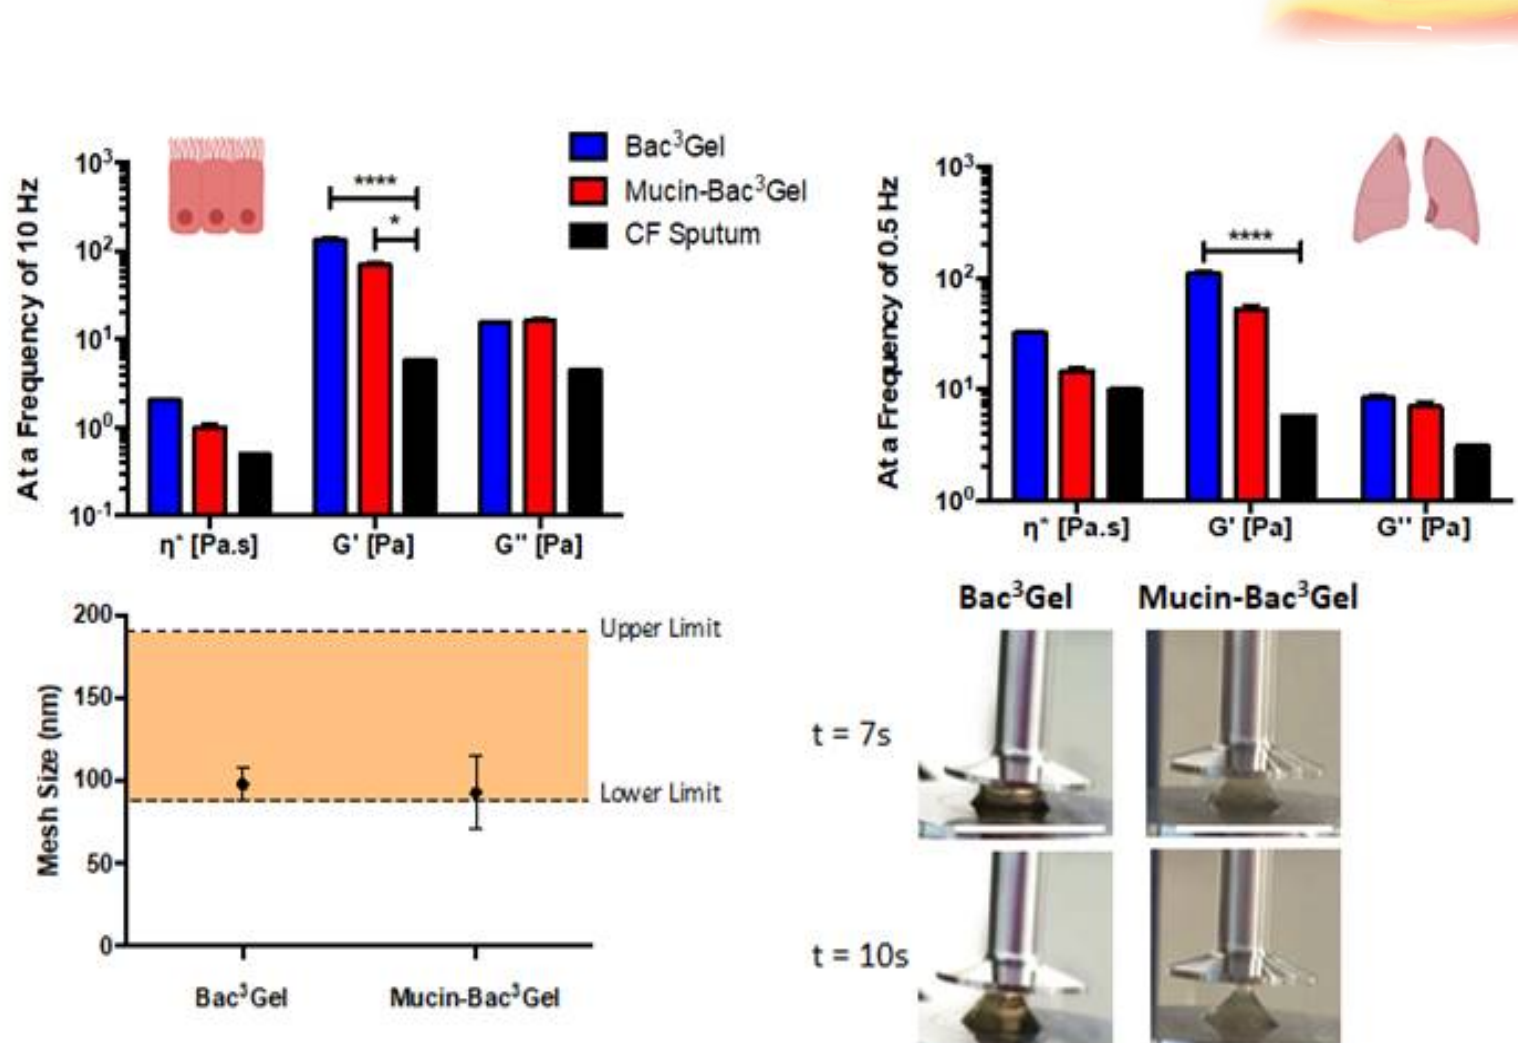 At a Frequency of 10 Hz
10³
10²
10¹
10⁰
10⁻¹
****
*
η* [Pa.s]
G' [Pa]
G'' [Pa]
Bac³Gel
Mucin-Bac³Gel
CF Sputum
At a Frequency of 0.5 Hz
10³
10²
10¹
10⁰
****
η* [Pa.s]
G' [Pa]
G'' [Pa]
Mesh Size (nm)
200
150
100
50
0
Upper Limit
Lower Limit
Bac³Gel
Mucin-Bac³Gel
Bac³Gel Mucin-Bac³Gel
t = 7s
t = 10s